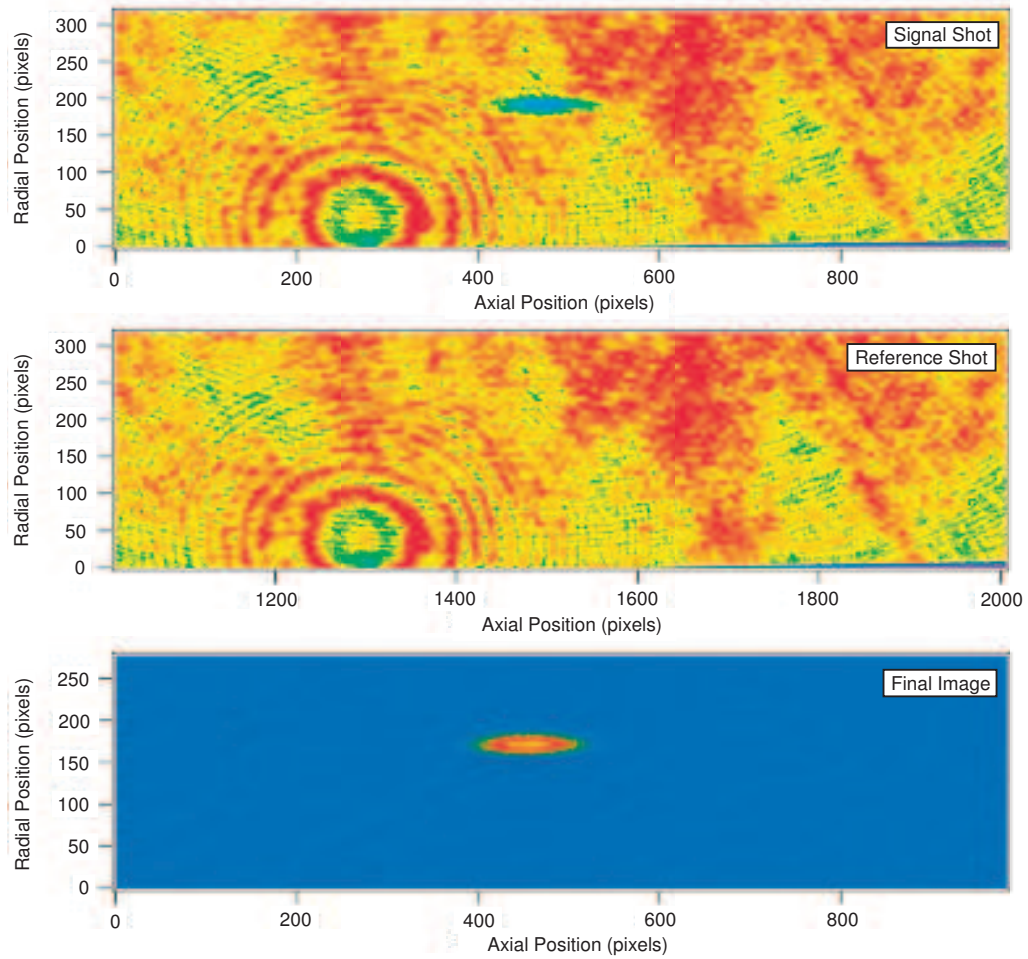 Signal Shot
Radial Position (pixels)
300
250
200
150
100
50
0
0 200 400 600 800
Axial Position (pixels)
Reference Shot
Radial Position (pixels)
300
250
200
150
100
50
0
1200 1400 1600 1800 2000
Axial Position (pixels)
Final Image
Radial Position (pixels)
250
200
150
100
50
0
0 200 400 600 800
Axial Position (pixels)